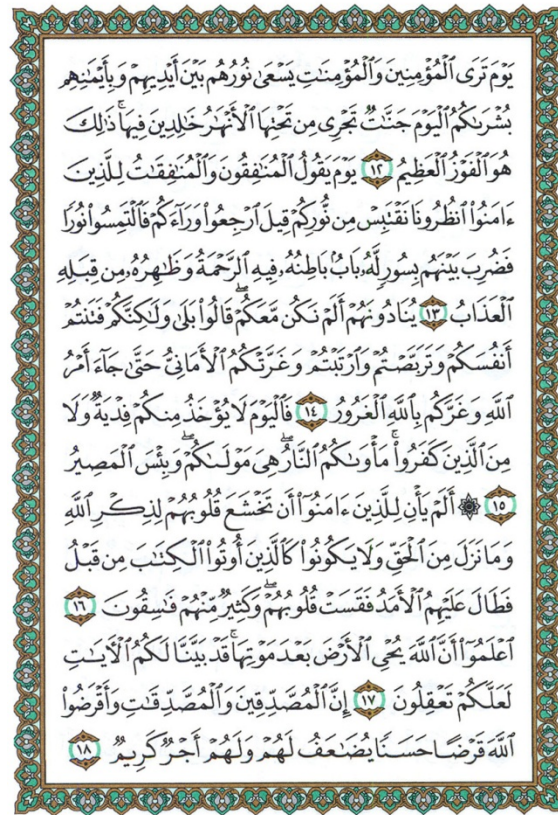 يَوْمَ تَرَى ٱلْمُؤْمِنِينَ وَٱلْمُؤْمِنَٰتِ يَسْعَىٰ نُورُهُم بَيْنَ أَيْدِيهِمْ وَبِأَيْمَٰنِهِم
بُشْرَىٰكُمُ ٱلْيَوْمَ جَنَّٰتٌ تَجْرِى مِن تَحْتِهَا ٱلْأَنْهَٰرُ خَٰلِدِينَ فِيهَا ۚ ذَٰلِكَ
هُوَ ٱلْفَوْزُ ٱلْعَظِيمُ ١٢ يَوْمَ يَقُولُ ٱلْمُنَٰفِقُونَ وَٱلْمُنَٰفِقَٰتُ لِلَّذِينَ
ءَامَنُوا۟ ٱنظُرُونَا نَقْتَبِسْ مِن نُّورِكُمْ قِيلَ ٱرْجِعُوا۟ وَرَآءَكُمْ فَٱلْتَمِسُوا۟ نُورًا
فَضُرِبَ بَيْنَهُم بِسُورٍ لَّهُۥ بَابٌۢ بَاطِنُهُۥ فِيهِ ٱلرَّحْمَةُ وَظَٰهِرُهُۥ مِن قِبَلِهِ
ٱلْعَذَابُ ١٣ يُنَادُونَهُمْ أَلَمْ نَكُن مَّعَكُمْ ۖ قَالُوا۟ بَلَىٰ وَلَٰكِنَّكُمْ فَتَنتُمْ
أَنفُسَكُمْ وَتَرَبَّصْتُمْ وَٱرْتَبْتُمْ وَغَرَّتْكُمُ ٱلْأَمَانِىُّ حَتَّىٰ جَآءَ أَمْرُ
ٱللَّهِ وَغَرَّكُم بِٱللَّهِ ٱلْغَرُورُ ١٤ فَٱلْيَوْمَ لَا يُؤْخَذُ مِنكُمْ فِدْيَةٌ وَلَا
مِنَ ٱلَّذِينَ كَفَرُوا۟ ۚ مَأْوَىٰكُمُ ٱلنَّارُ ۖ هِىَ مَوْلَىٰكُمْ ۖ وَبِئْسَ ٱلْمَصِيرُ
١٥ ۞ أَلَمْ يَأْنِ لِلَّذِينَ ءَامَنُوٓا۟ أَن تَخْشَعَ قُلُوبُهُمْ لِذِكْرِ ٱللَّهِ
وَمَا نَزَلَ مِنَ ٱلْحَقِّ وَلَا يَكُونُوا۟ كَٱلَّذِينَ أُوتُوا۟ ٱلْكِتَٰبَ مِن قَبْلُ
فَطَالَ عَلَيْهِمُ ٱلْأَمَدُ فَقَسَتْ قُلُوبُهُمْ ۖ وَكَثِيرٌ مِّنْهُمْ فَٰسِقُونَ ١٦
ٱعْلَمُوٓا۟ أَنَّ ٱللَّهَ يُحْىِ ٱلْأَرْضَ بَعْدَ مَوْتِهَا ۚ قَدْ بَيَّنَّا لَكُمُ ٱلْءَايَٰتِ
لَعَلَّكُمْ تَعْقِلُونَ ١٧ إِنَّ ٱلْمُصَّدِّقِينَ وَٱلْمُصَّدِّقَٰتِ وَأَقْرَضُوا۟
ٱللَّهَ قَرْضًا حَسَنًا يُضَٰعَفُ لَهُمْ وَلَهُمْ أَجْرٌ كَرِيمٌ ١٨